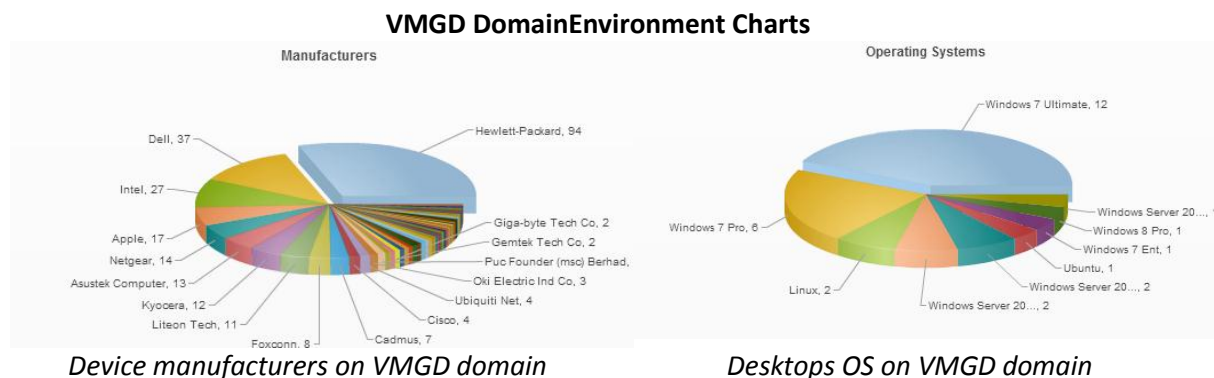 VMGD DomainEnvironment Charts
Manufacturers
Hewlett-Packard, 94
Dell, 37
Intel, 27
Apple, 17
Netgear, 14
Asustek Computer, 13
Kyocera, 12
Liteon Tech, 11
Foxconn, 8
Cadmus, 7
Cisco, 4
Ubiquiti Net, 4
Oki Electric Ind Co, 3
Puc Founder (msc) Berhad,
Gemtek Tech Co, 2
Giga-byte Tech Co, 2
Device manufacturers on VMGD domain
Operating Systems
Windows 7 Ultimate, 12
Windows 7 Pro, 6
Linux, 2
Windows Server 20..., 2
Windows Server 20..., 2
Ubuntu, 1
Windows 7 Ent, 1
Windows 8 Pro, 1
Windows Server 20...,
Desktops OS on VMGD domain